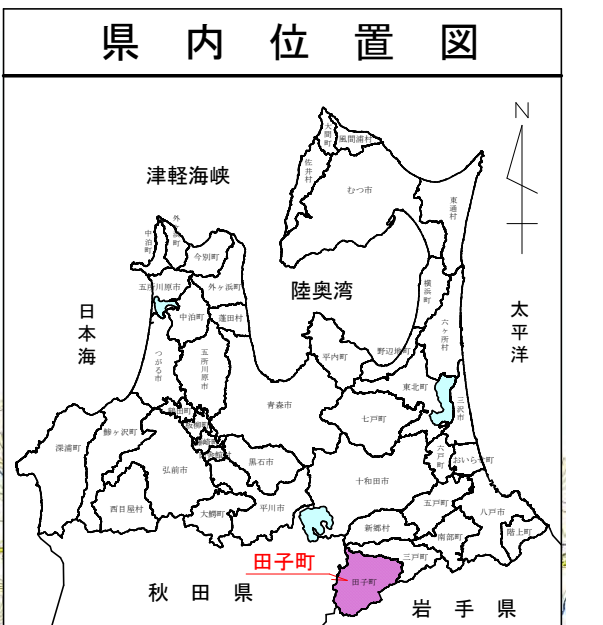 県内位置図
N
津軽海峡
陸奥湾
日本海
太平洋
大間町
風間浦村
佐井村
むつ市
東通村
外ヶ浜町
中泊町
今別町
五所川原市
外ヶ浜町
中泊町
蓬田村
横浜町
六ヶ所村
平内町
野辺地町
つがる市
五所川原市
東北町
三沢市
青森市
七戸町
鶴田町
板柳町
鰺ヶ沢町
深浦町
弘前市
黒石市
六戸町
おいらせ町
十和田市
西目屋村
大鰐町
平川市
五戸町
八戸市
新郷村
南部町
階上町
三戸町
田子町
田子町
秋田県
岩手県